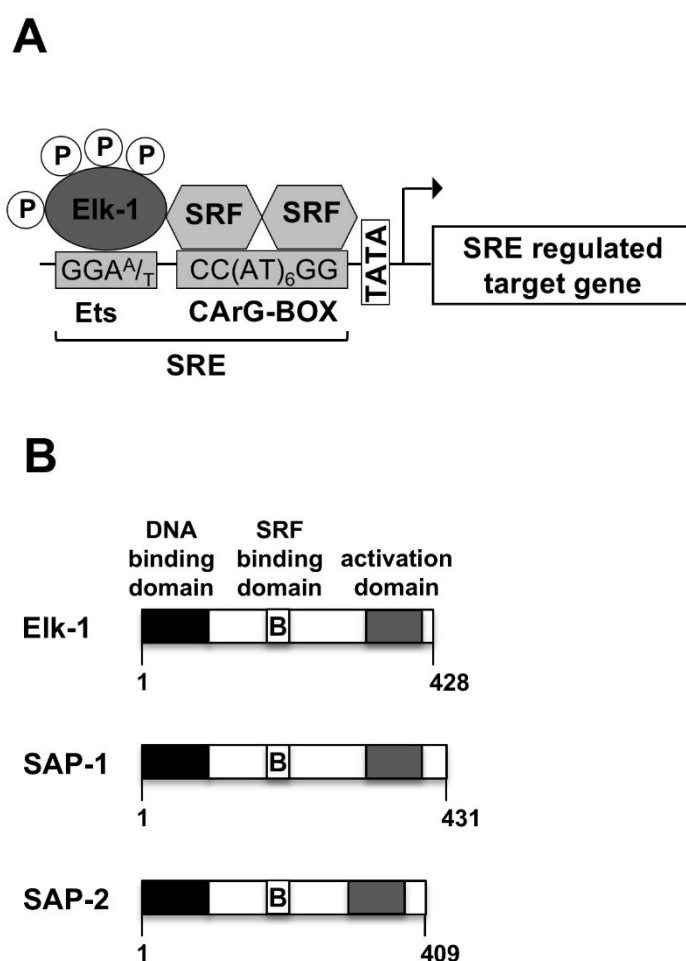 A
P P P P
Elk-1 SRF SRF
GGAA/T CC(AT)6GG TATA
SRE regulated
target gene
Ets CArG-BOX
SRE
B
DNA
binding
domain
SRF
binding
domain
activation
domain
Elk-1 B
1 428
SAP-1 B
1 431
SAP-2 B
1 409